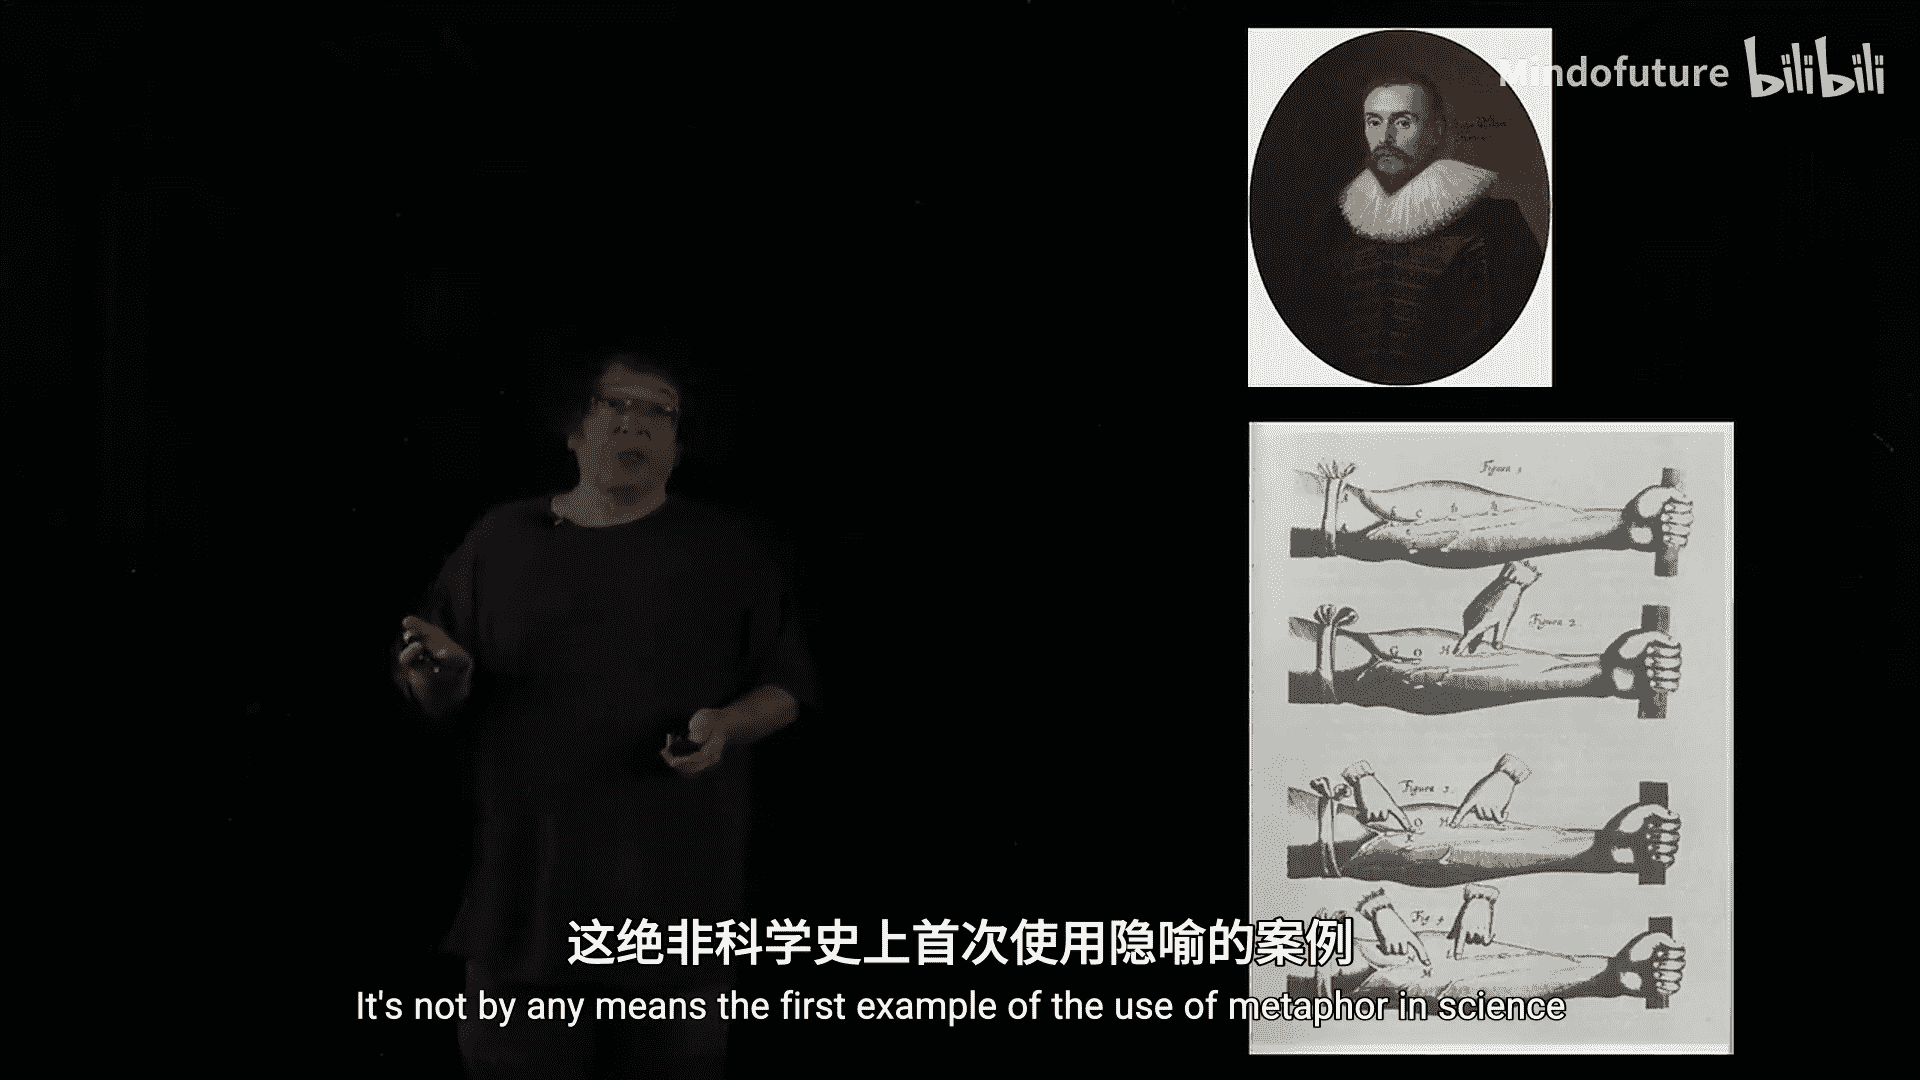 Mindofuture bilibili
Figura 1
A
A
c
b
h
Figura 2.
G O H
Figura 3.
O H
Fig 4
M L
这绝非科学史上首次使用隐喻的案例
It's not by any means the first example of the use of metaphor in science